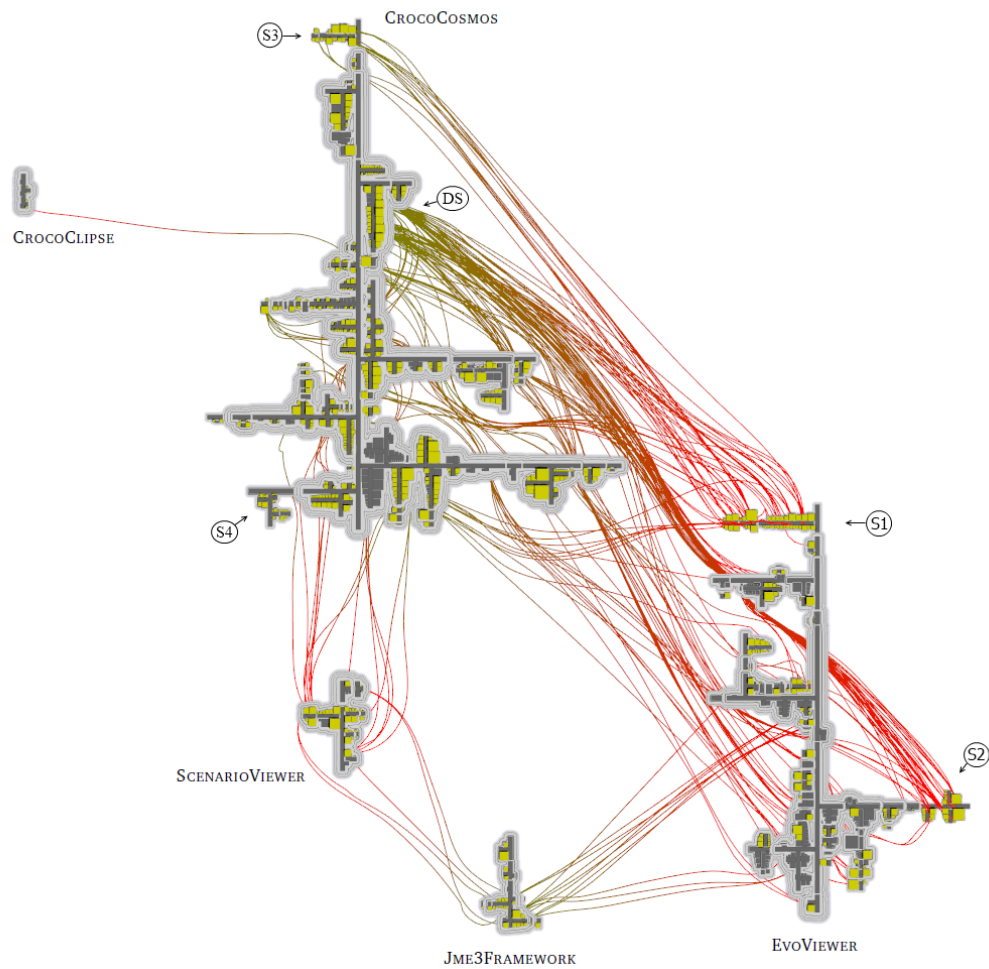 CROCOCOSMOS
S3
DS
CROCOCLIPSE
S4
S1
S2
SCENARIOVIEWER
EVOVIEWER
JME3FRAMEWORK